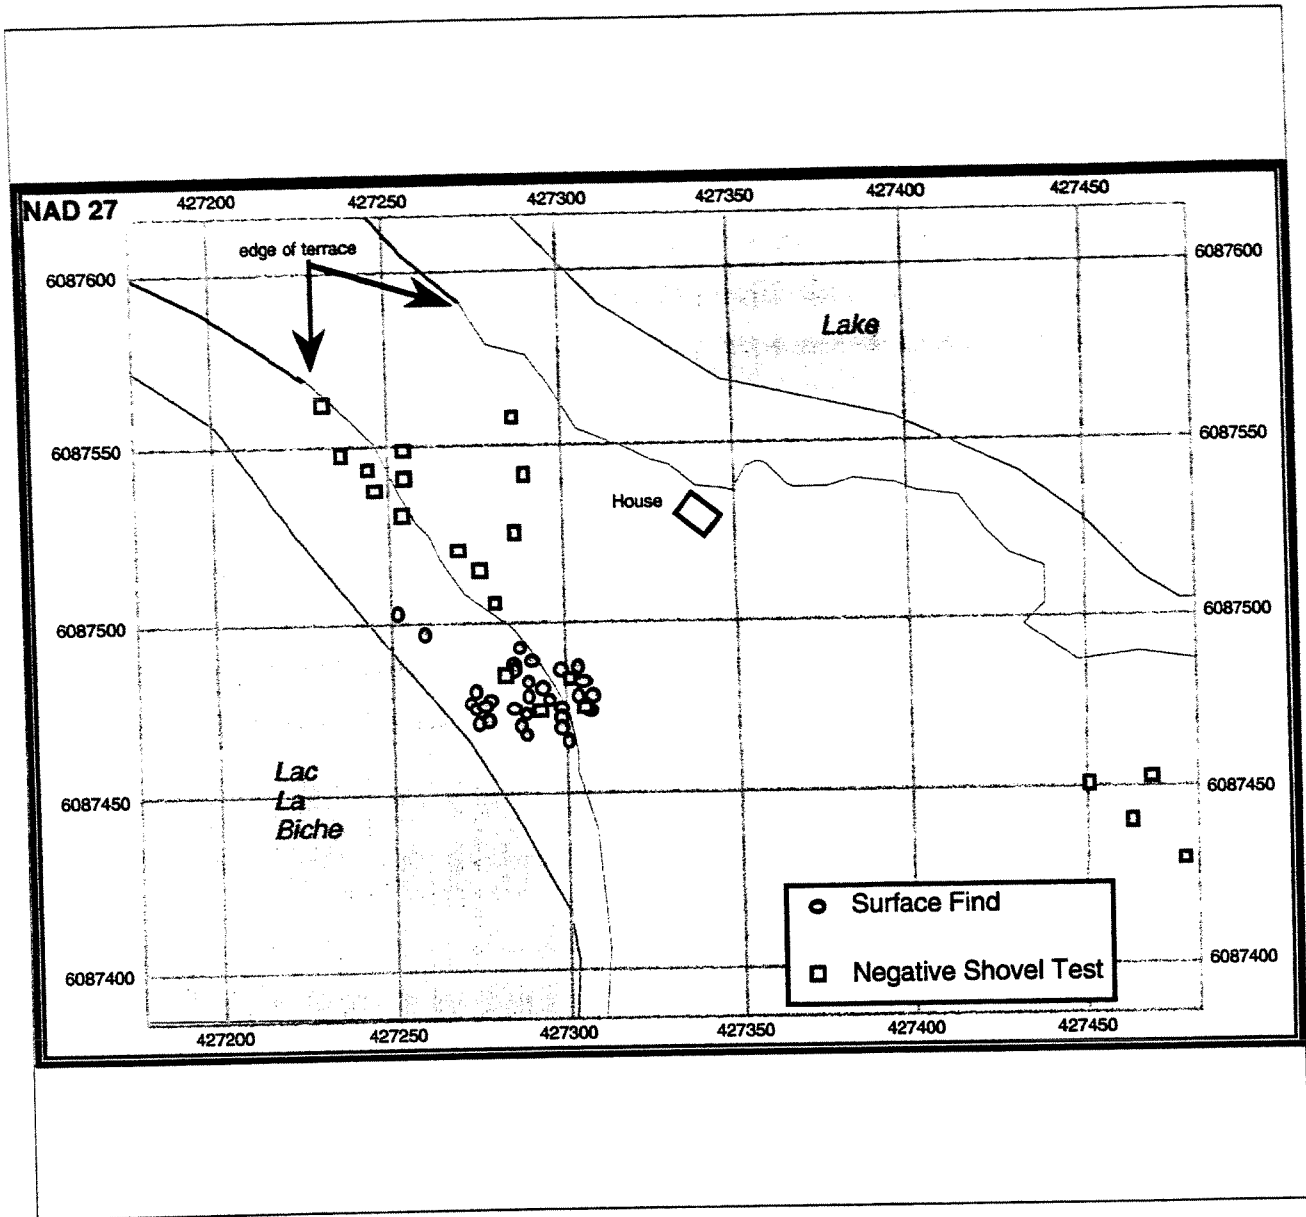 NAD 27
427200 427250 427300 427350 427400 427450
edge of terrace
6087600 6087600
Lake
6087550 6087550
House
6087500 6087500
Lac
La
Biche
6087450 6087450
Surface Find
Negative Shovel Test
6087400 6087400
427200 427250 427300 427350 427400 427450